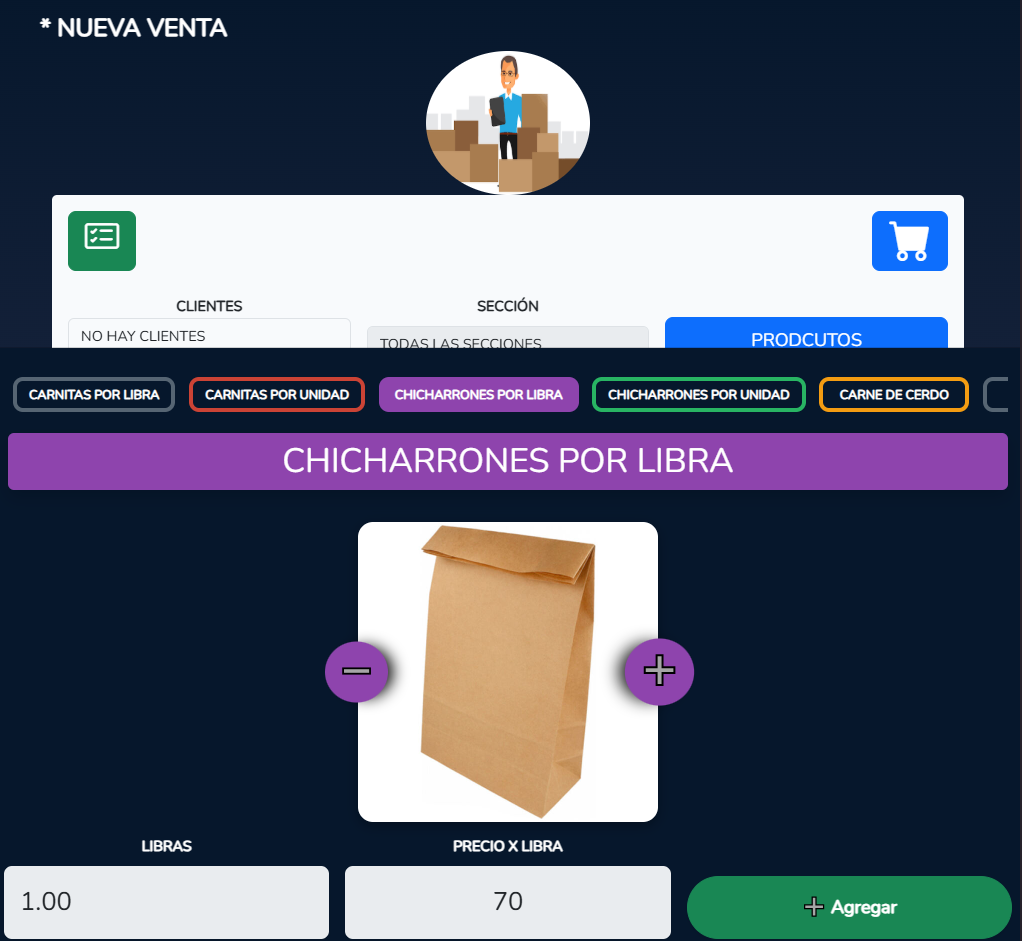 * NUEVA VENTA
CLIENTES
SECCIÓN
NO HAY CLIENTES
TODAS LAS SECCIONES
PRODCUTOS
CARNITAS POR LIBRA
CARNITAS POR UNIDAD
CHICHARRONES POR LIBRA
CHICHARRONES POR UNIDAD
CARNE DE CERDO
CHICHARRONES POR LIBRA
LIBRAS
PRECIO X LIBRA
1.00
70
Agregar